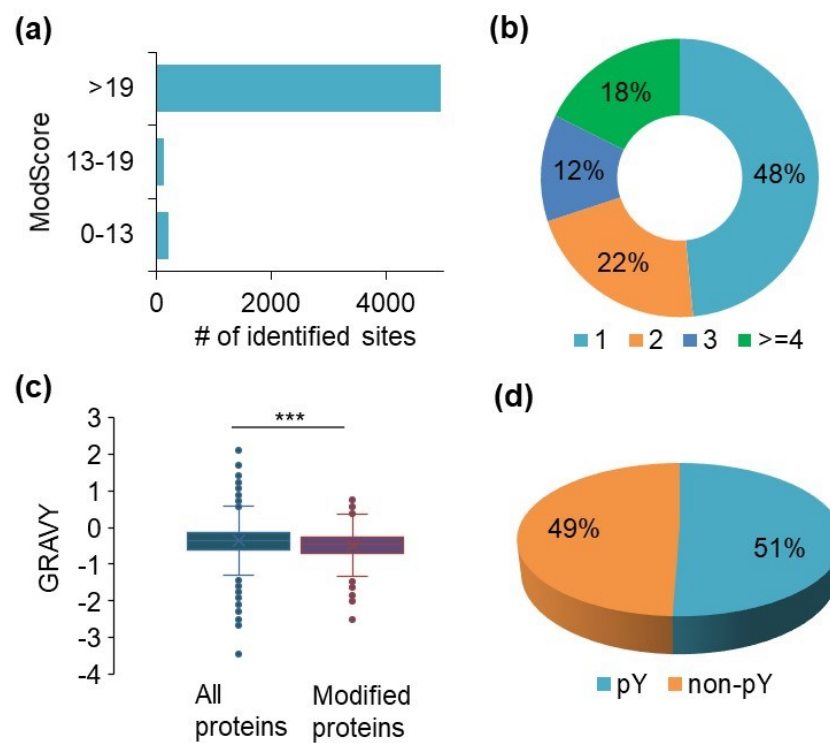 (a)
ModScore
>19
13-19
0-13
0 2000 4000
# of identified sites
(b)
18%
12%
48%
22%
1 2 3 >=4
(c)
GRAVY
3
2
1
0
-1
-2
-3
-4
***
All proteins
Modified proteins
(d)
49%
51%
pY non-pY